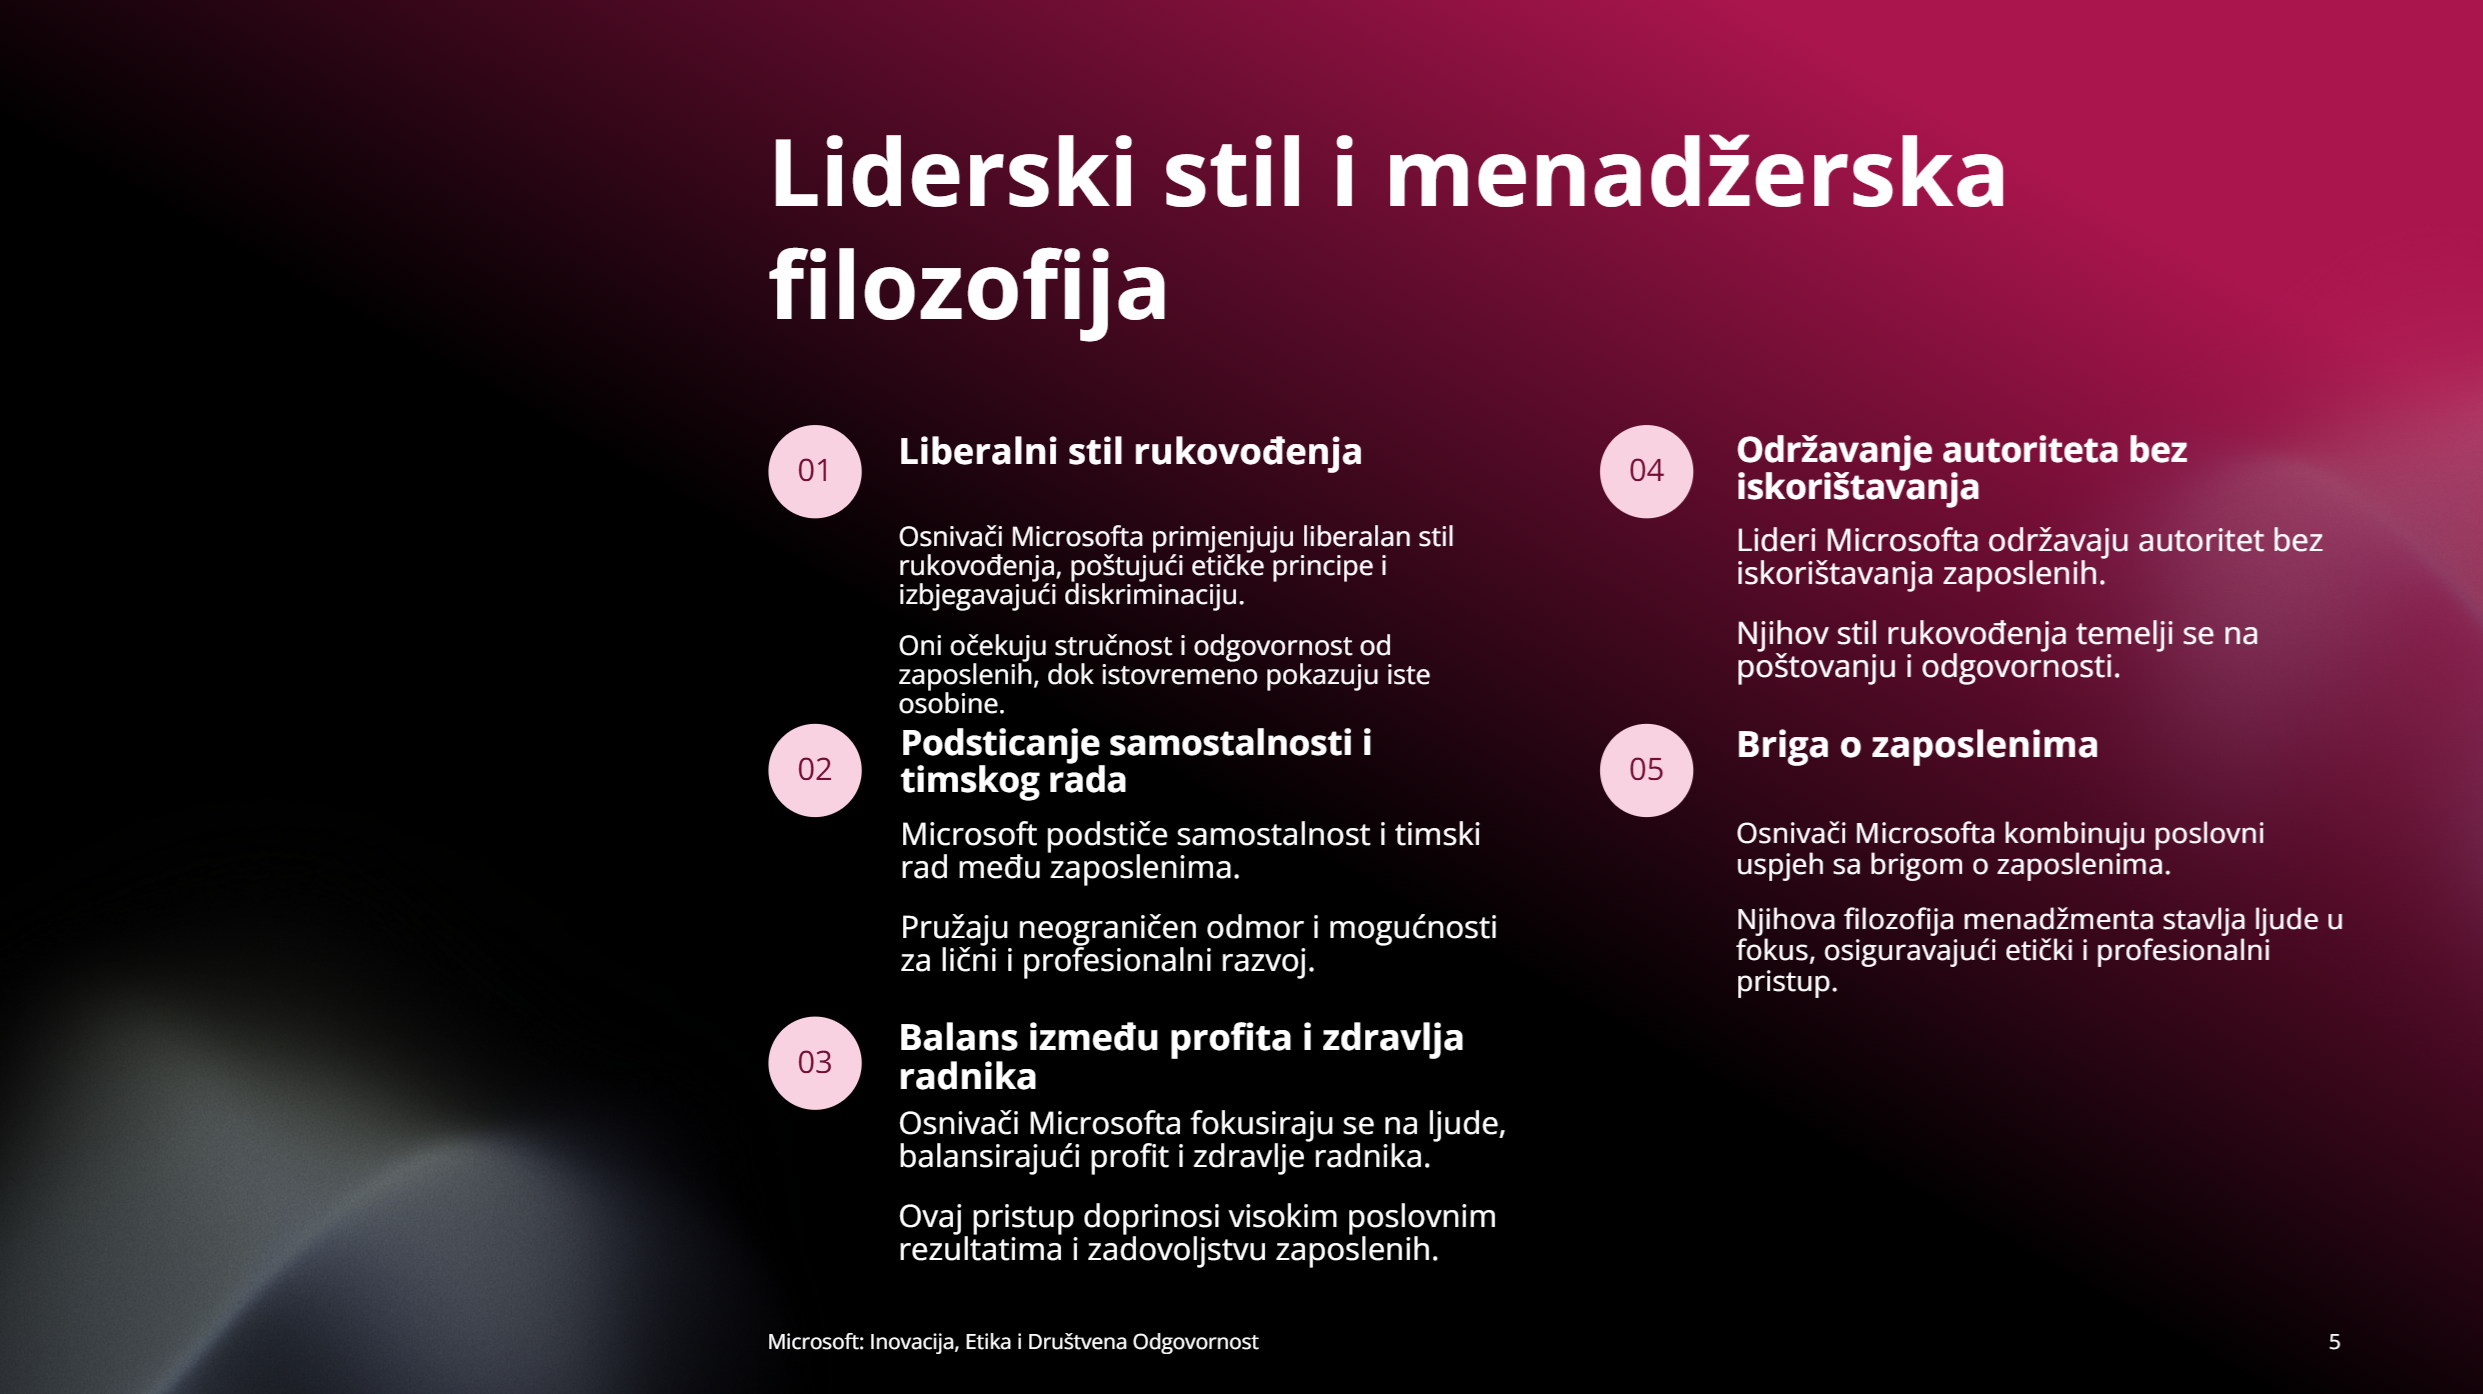 Liderski stil i menadžerska
filozofija
01
Liberalni stil rukovođenja
Osnivači Microsofta primjenjuju liberalan stil
rukovođenja, poštujući etičke principe i
izbjegavajući diskriminaciju.
Oni očekuju stručnost i odgovornost od
zaposlenih, dok istovremeno pokazuju iste
osobine.
02
Podsticanje samostalnosti i
timskog rada
Microsoft podstiče samostalnost i timski
rad među zaposlenima.
Pružaju neograničen odmor i mogućnosti
za lični i profesionalni razvoj.
03
Balans između profita i zdravlja
radnika
Osnivači Microsofta fokusiraju se na ljude,
balansirajući profit i zdravlje radnika.
Ovaj pristup doprinosi visokim poslovnim
rezultatima i zadovoljstvu zaposlenih.
04
Održavanje autoriteta bez
iskorištavanja
Lideri Microsofta održavaju autoritet bez
iskorištavanja zaposlenih.
Njihov stil rukovođenja temelji se na
poštovanju i odgovornosti.
05
Briga o zaposlenima
Osnivači Microsofta kombinuju poslovni
uspjeh sa brigom o zaposlenima.
Njihova filozofija menadžmenta stavlja ljude u
fokus, osiguravajući etički i profesionalni
pristup.
Microsoft: Inovacija, Etika i Društvena Odgovornost
5